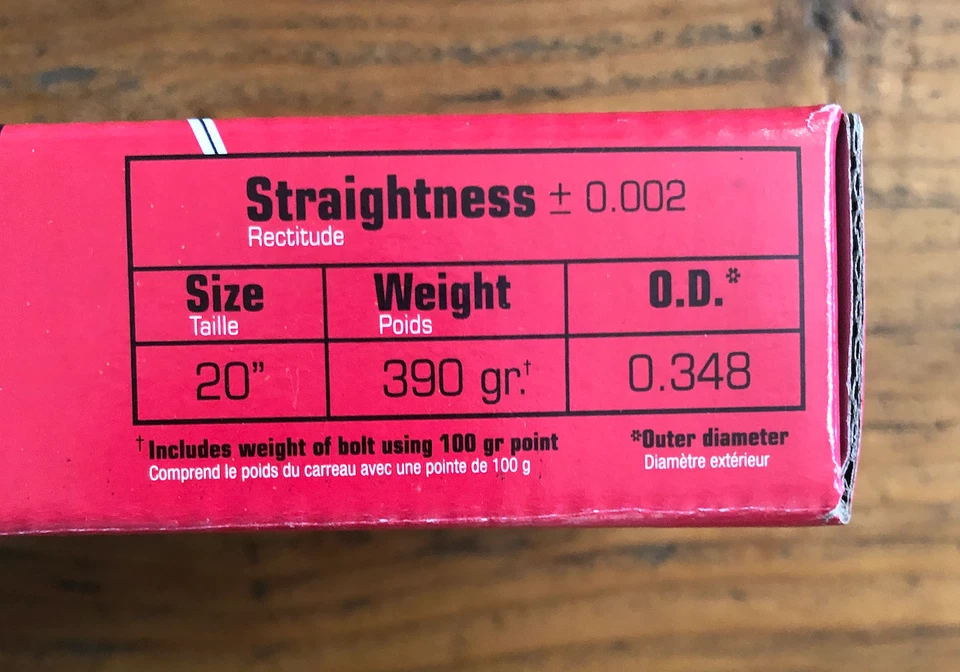 Straightness ± 0.002
Rectitude
Size Weight O.D.*
Taille Poids
20” 390 gr.† 0.348
† Includes weight of bolt using 100 gr point *Outer diameter
Comprend le poids du carreau avec une pointe de 100 g Diamètre extérieur